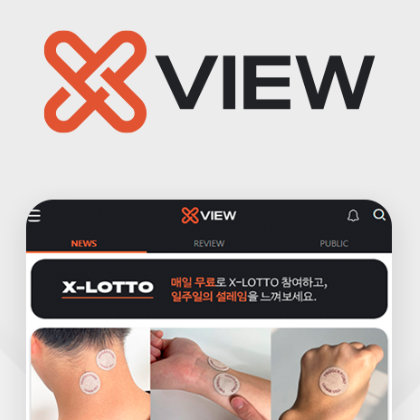 VIEW
VIEW
NEWS REVIEW PUBLIC
X-LOTTO
매일 무료로 X-LOTTO 참여하고,
일주일의 설레임을 느껴보세요.